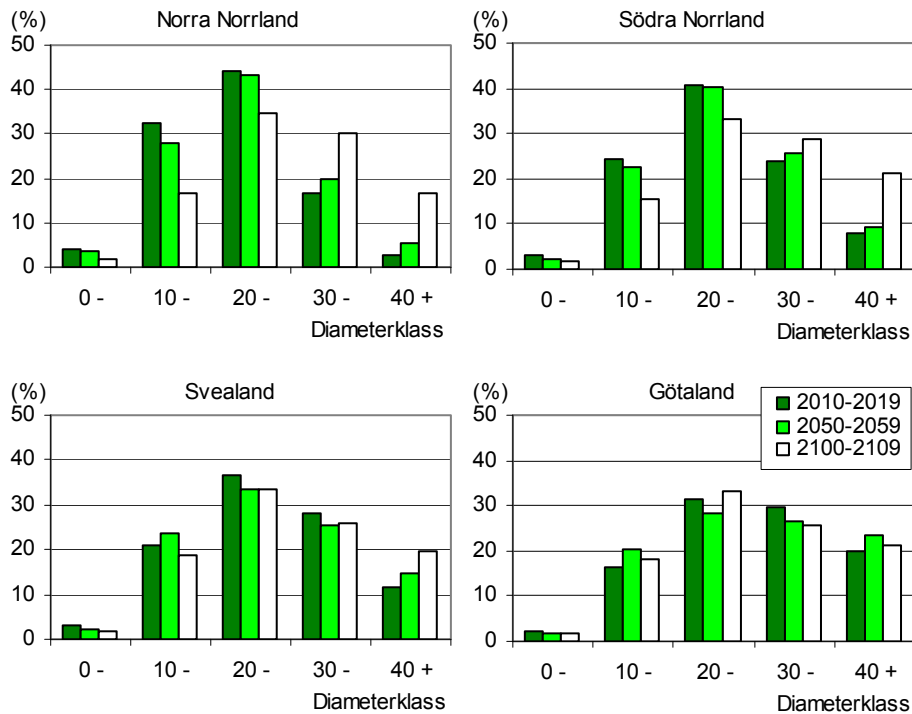 (%) Norra Norrland
50
40
30
20
10
0
0 - 10 - 20 - 30 - 40 +
Diameterklass
(%) Södra Norrland
50
40
30
20
10
0
0 - 10 - 20 - 30 - 40 +
Diameterklass
(%) Svealand
50
40
30
20
10
0
0 - 10 - 20 - 30 - 40 +
Diameterklass
(%) Götaland
50
40
30
20
10
0
2010-2019
2050-2059
2100-2109
0 - 10 - 20 - 30 - 40 +
Diameterklass